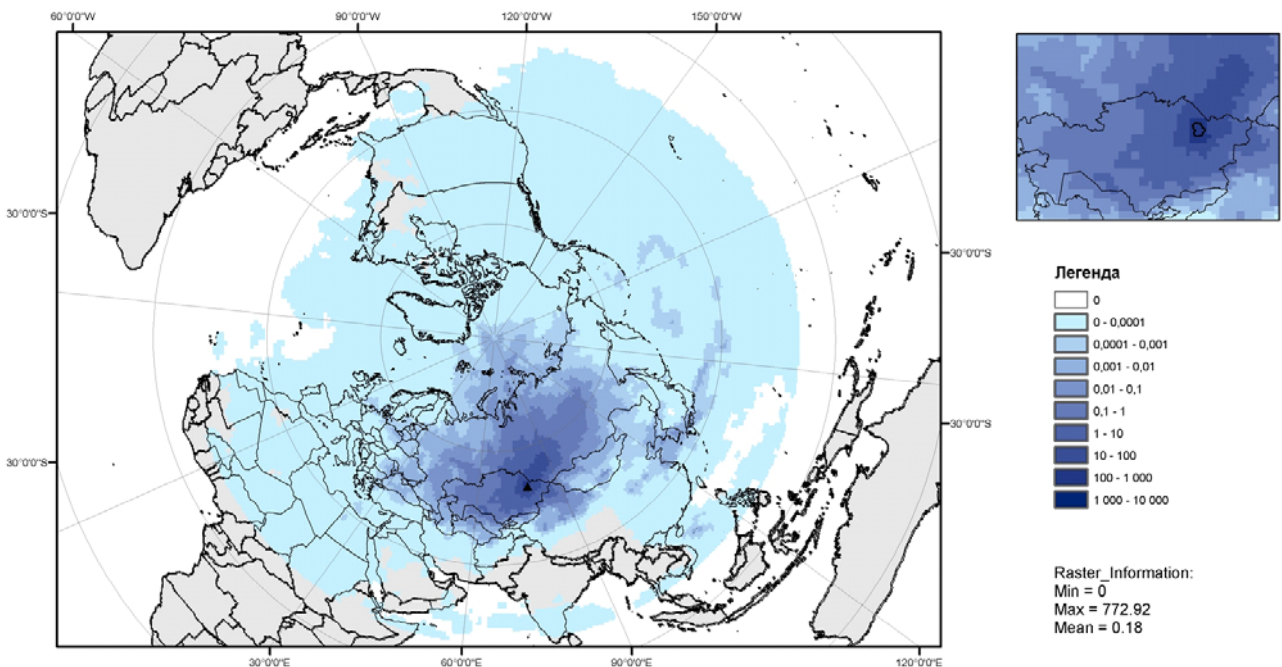 60°0'0"W
90°0'0"W
120°0'0"W
150°0'0"W
30°0'0"S
30°0'0"S
30°0'0"S
30°0'0"S
30°0'0"E
60°0'0"E
90°0'0"E
120°0'0"E
Легенда
0
0 - 0,0001
0,0001 - 0,001
0,001 - 0,01
0,01 - 0,1
0,1 - 1
1 - 10
10 - 100
100 - 1 000
1 000 - 10 000
Raster_Information:
Min = 0
Max = 772.92
Mean = 0.18